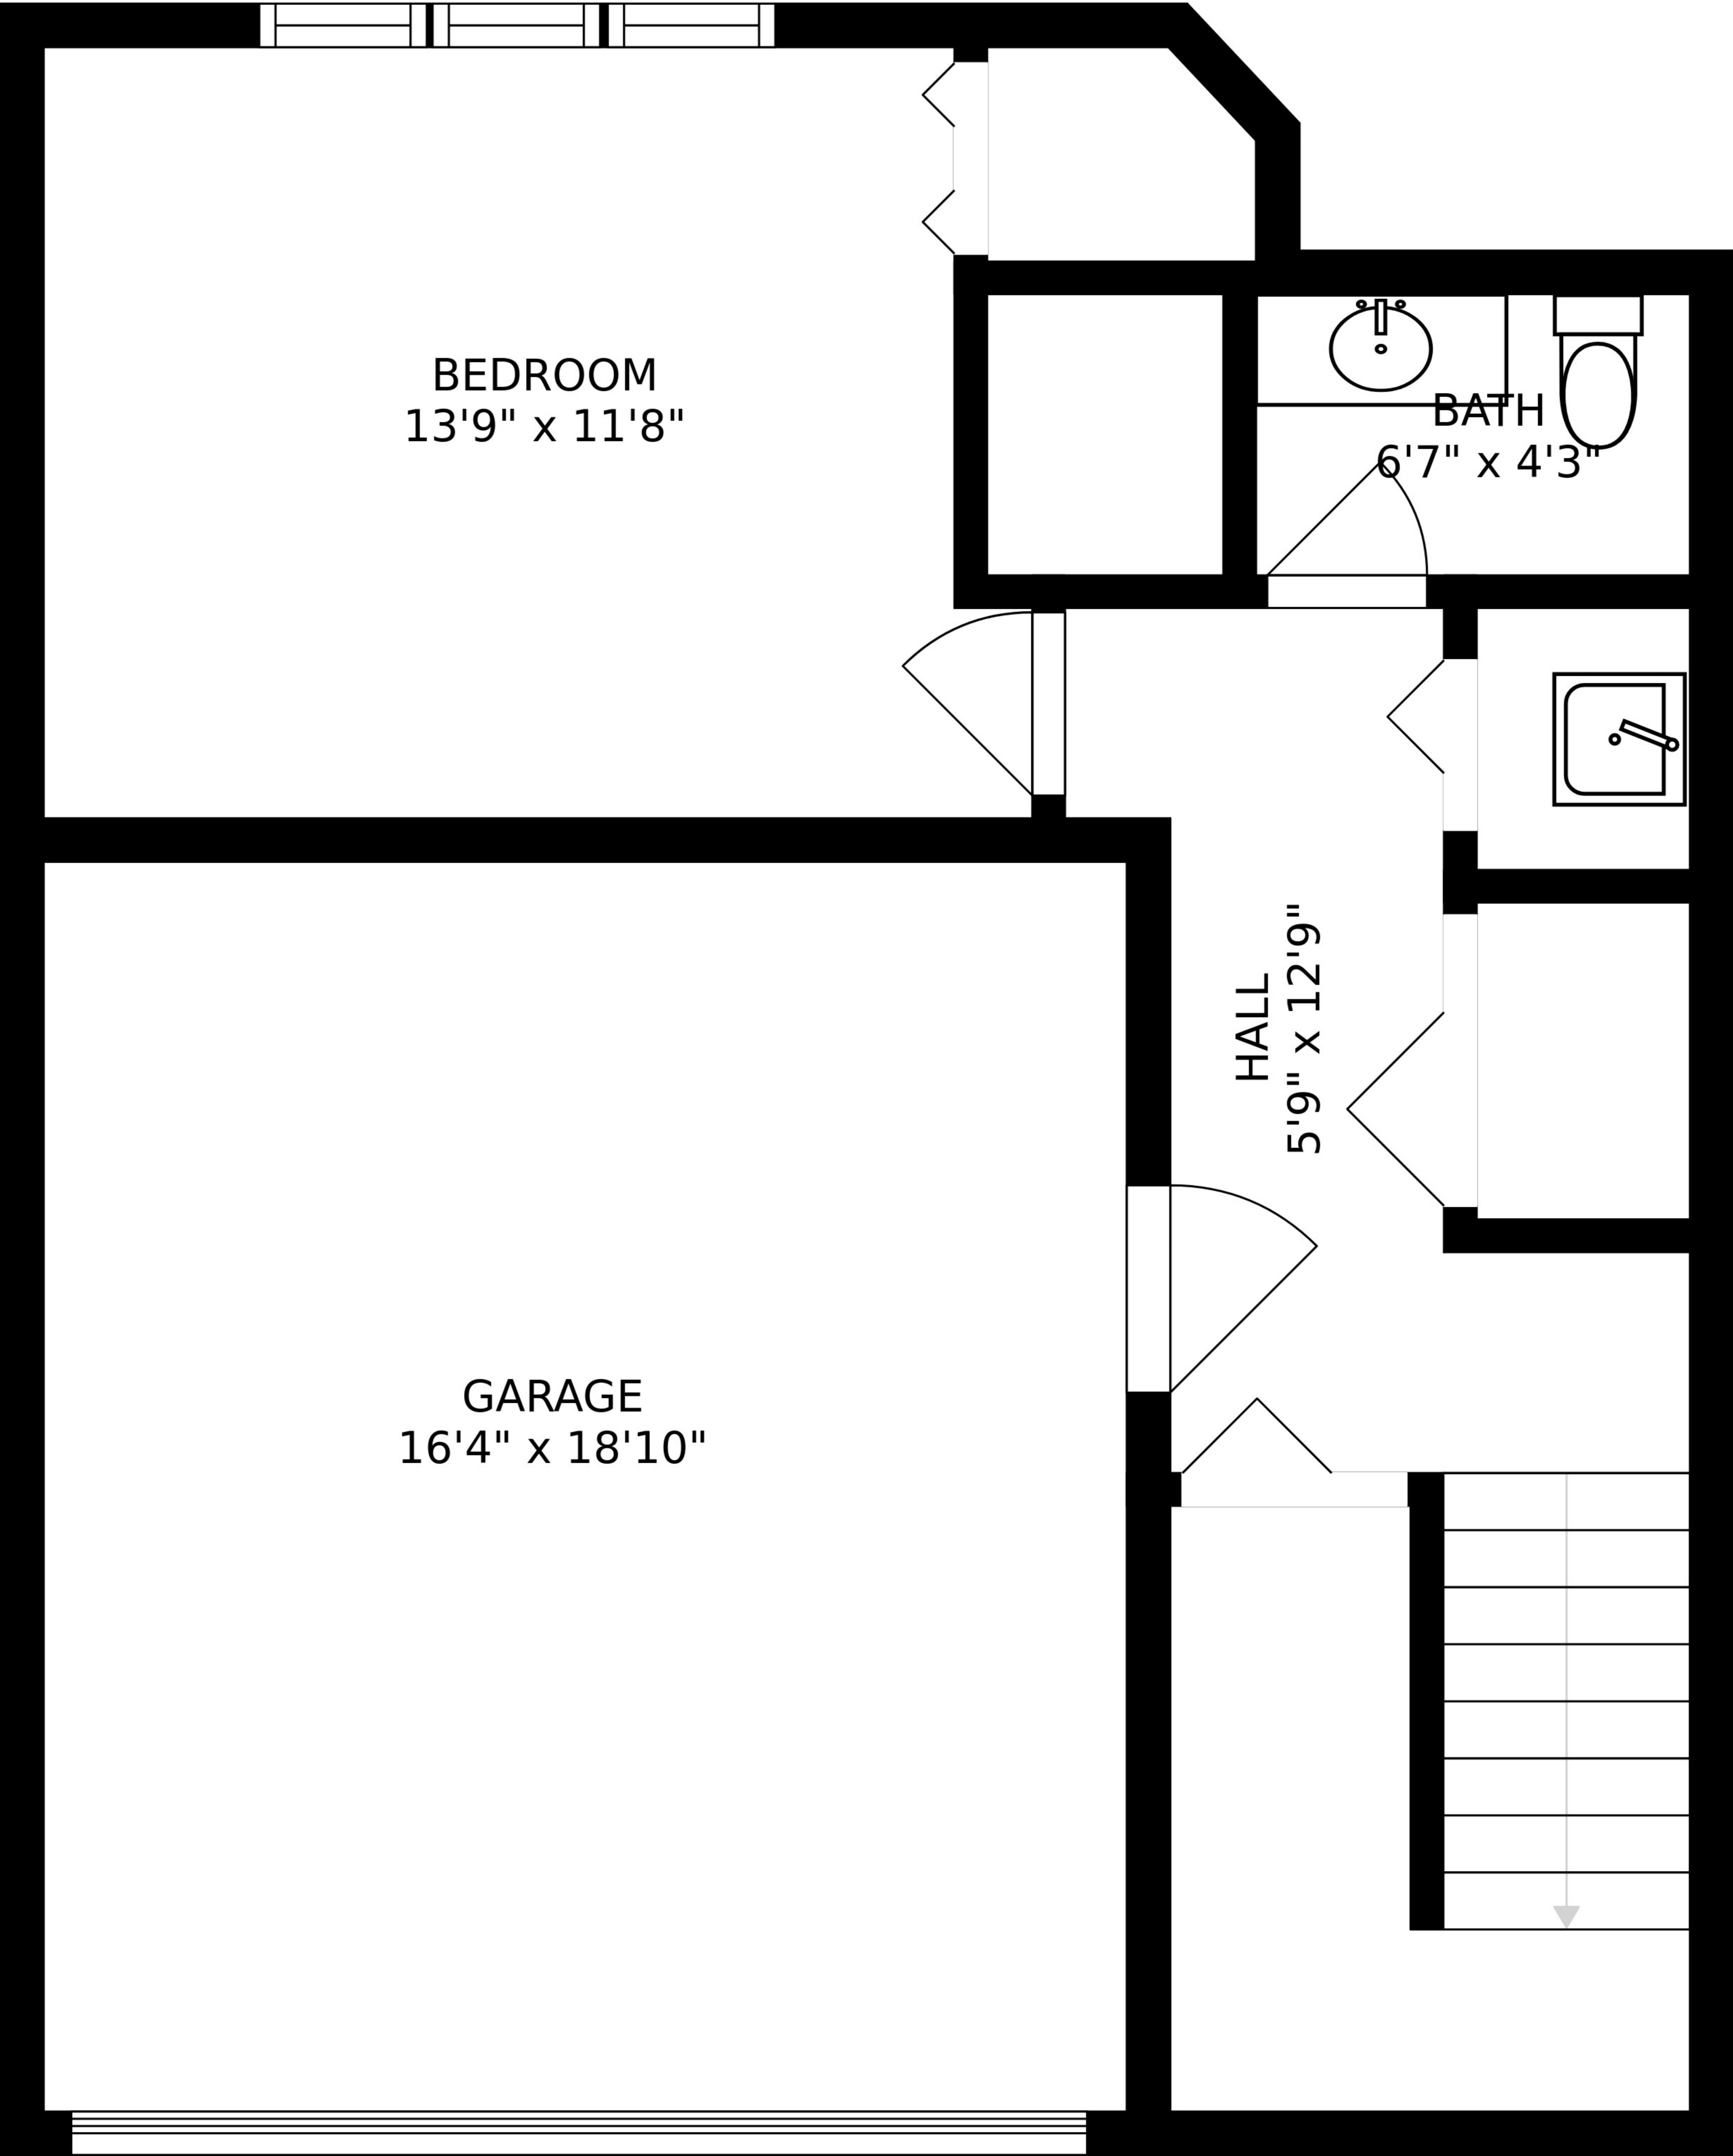 BEDROOM
13'9" x 11'8"
BATH
6'7" x 4'3"
HALL
5'9" x 12'9"
GARAGE
16'4" x 18'10"